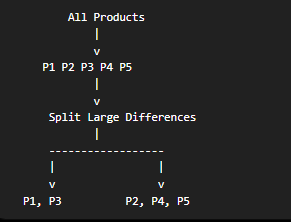 All Products
|
v
P1 P2 P3 P4 P5
|
v
Split Large Differences
|
-----------------
| |
v v
P1, P3 P2, P4, P5